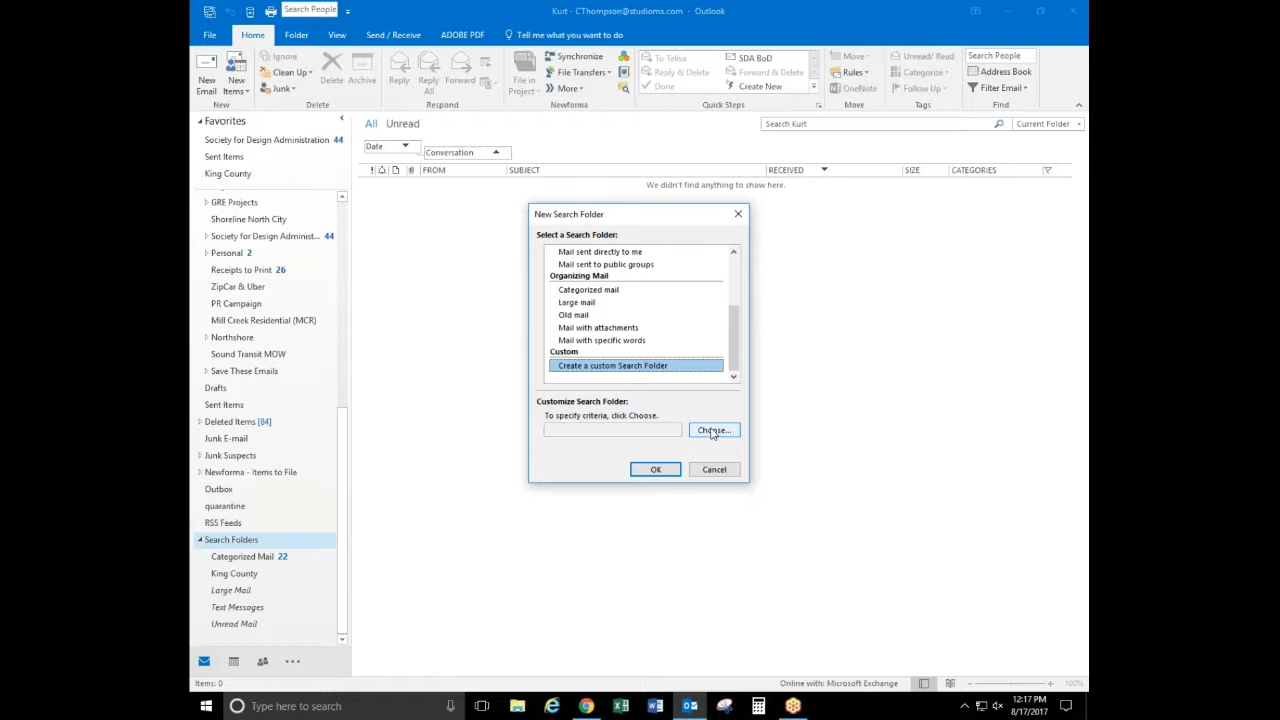 Search People
Kurt - CThompson@studioms.com - Outlook
File Home Folder View Send / Receive ADOBE PDF Tell me what you want to do
New Email
New Items
New
Ignore
Clean Up
Junk
Delete
Archive
Delete
Reply
Reply All
Forward
Respond
File in Project
Synchronize
File Transfers
More
Newforma
To Telisa
Reply & Delete
Done
SDA BoD
Forward & Delete
Create New
Quick Steps
Move
Rules
OneNote
Move
Unread/ Read
Categorize
Follow Up
Tags
Search People
Address Book
Filter Email
Find
Favorites
Society for Design Administration 44
Sent Items
King County
GRE Projects
Shoreline North City
Society for Design Administ... 44
Personal 2
Receipts to Print 26
ZipCar & Uber
PR Campaign
Mill Creek Residential (MCR)
Northshore
Sound Transit MOW
Save These Emails
Drafts
Sent Items
Deleted Items [84]
Junk E-mail
Junk Suspects
Newforma - Items to File
Outbox
quarantine
RSS Feeds
Search Folders
Categorized Mail 22
King County
Large Mail
Text Messages
Unread Mail
All Unread
Search Kurt
Current Folder
Date
Conversation
FROM SUBJECT RECEIVED SIZE CATEGORIES
We didn't find anything to show here.
New Search Folder
Select a Search Folder:
Mail sent directly to me
Mail sent to public groups
Organizing Mail
Categorized mail
Large mail
Old mail
Mail with attachments
Mail with specific words
Custom
Create a custom Search Folder
Customize Search Folder:
To specify criteria, click Choose.
Choose...
OK Cancel
Items: 0
Online with: Microsoft Exchange
100%
Type here to search
12:17 PM
8/17/2017